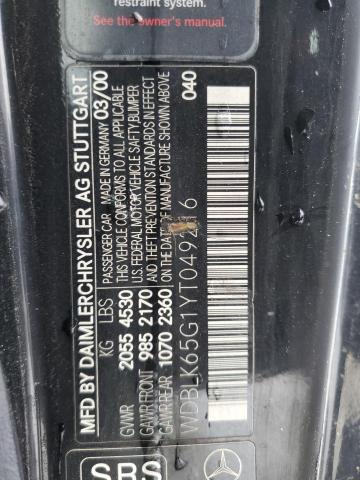 restraint system.
See the owner's manual.
MFD BY DAIMLERCHRYSLER AG STUTTGART
PASSENGER CAR MADE IN GERMANY 03/00
KG LBS THIS VEHICLE CONFORMS TO ALL APPLICABLE
GVWR 2055 4530 U.S. FEDERAL MOTOR VEHICLE SAFETY BUMPER
GAWR FRONT 985 2170 AND THEFT PREVENTION STANDARDS IN EFFECT
GAWR REAR 1070 2360 ON THE DATE OF MANUFACTURE SHOWN ABOVE
040
SRS